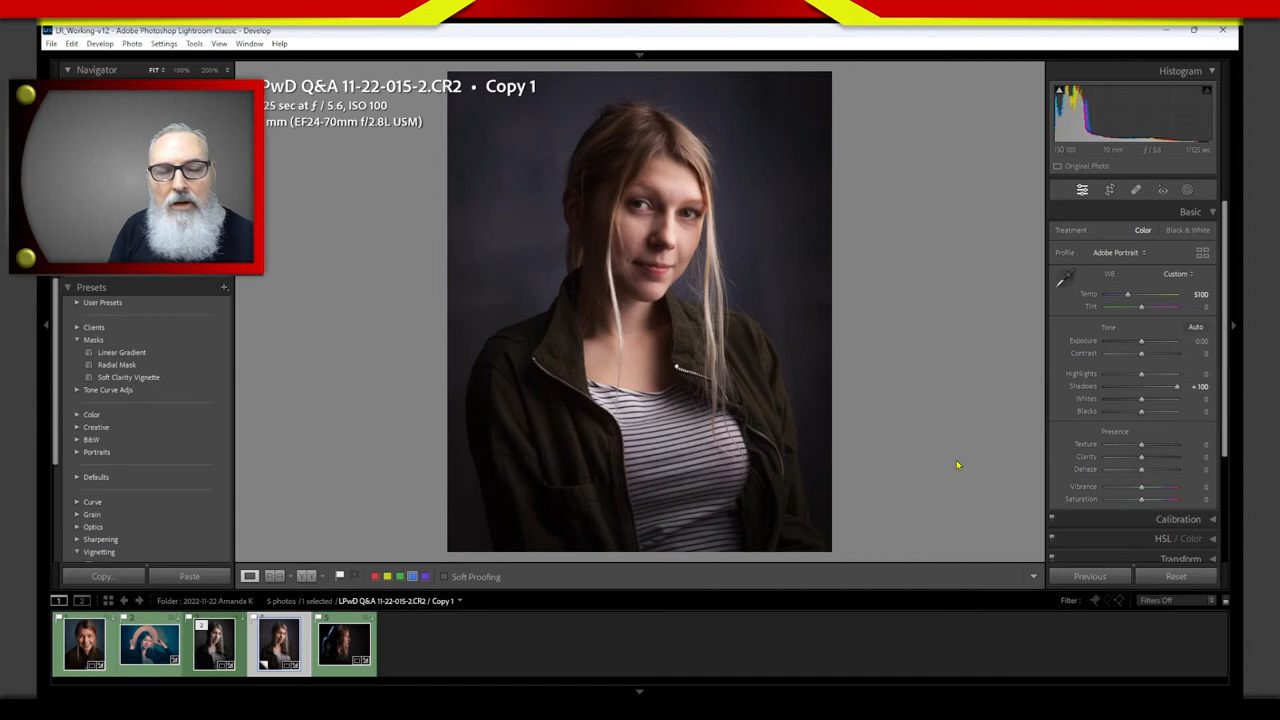 LR_Working-v12 - Adobe Photoshop Lightroom Classic - Develop
File Edit Develop Photo Settings Tools View Window Help
Navigator FIT 100% 200%
PwD Q&A 11-22-015-2.CR2 • Copy 1
25 sec at ƒ / 5.6, ISO 100
mm (EF24-70mm f/2.8L USM)
Presets
User Presets
Clients
Masks
Linear Gradient
Radial Mask
Soft Clarity Vignette
Tone Curve Adjs
Color
Creative
B&W
Portraits
Defaults
Curve
Grain
Optics
Sharpening
Vignetting
Copy... Paste
Soft Proofing
Histogram
ISO 100 70 mm ƒ / 5.6
Original Photo
Basic
Treatment: Color Black & White
Profile: Adobe Portrait
WB: Custom
Temp 5100
Tint 0
Tone Auto
Exposure 0.00
Contrast 0
Highlights 0
Shadows + 100
Whites 0
Blacks 0
Presence
Texture 0
Clarity 0
Dehaze 0
Vibrance 0
Saturation 0
Calibration
HSL / Color
Transform
Previous Reset
1 2 Folder : 2022-11-22 Amanda K 5 photos / 1 selected / LPwD Q&A 11-22-015-2.CR2 / Copy 1 Filter : Filters Off
2
2
5